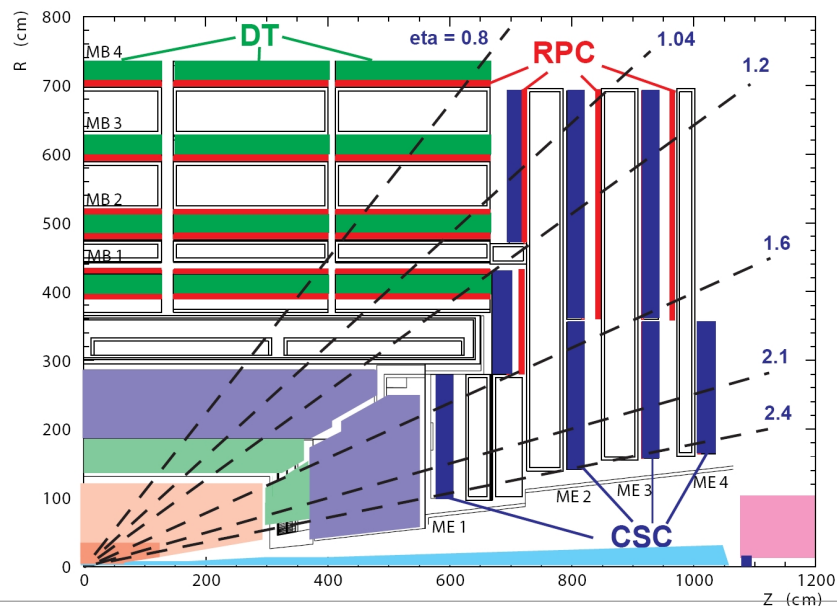 R (cm)
800
700
600
500
400
300
200
100
0
MB 4
MB 3
MB 2
MB 1
DT
eta = 0.8
RPC
1.04
1.2
1.6
2.1
2.4
ME 1
ME 2
ME 3
ME 4
CSC
0
200
400
600
800
1000
1200
Z (cm)